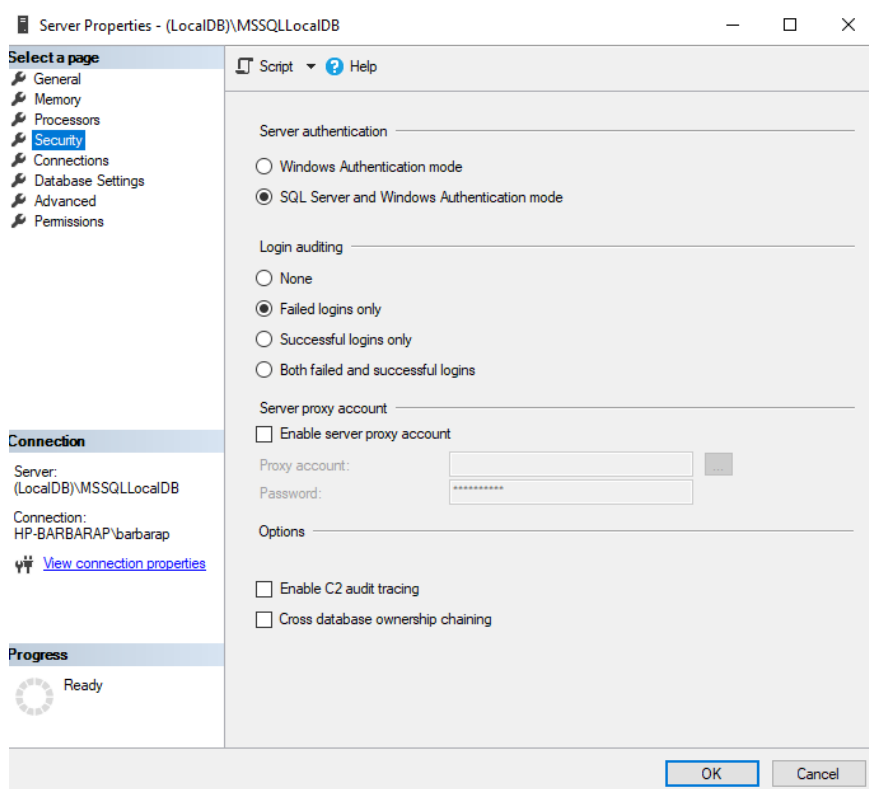 Server Properties - (LocalDB)\MSSQLLocalDB
Select a page
General
Memory
Processors
Security
Connections
Database Settings
Advanced
Permissions
Connection
Server:
(LocalDB)\MSSQLLocalDB
Connection:
HP-BARBARAP\barbarap
View connection properties
Progress
Ready
Script
Help
Server authentication
Windows Authentication mode
SQL Server and Windows Authentication mode
Login auditing
None
Failed logins only
Successful logins only
Both failed and successful logins
Server proxy account
Enable server proxy account
Proxy account:
...
Password:
**********
Options
Enable C2 audit tracing
Cross database ownership chaining
OK
Cancel